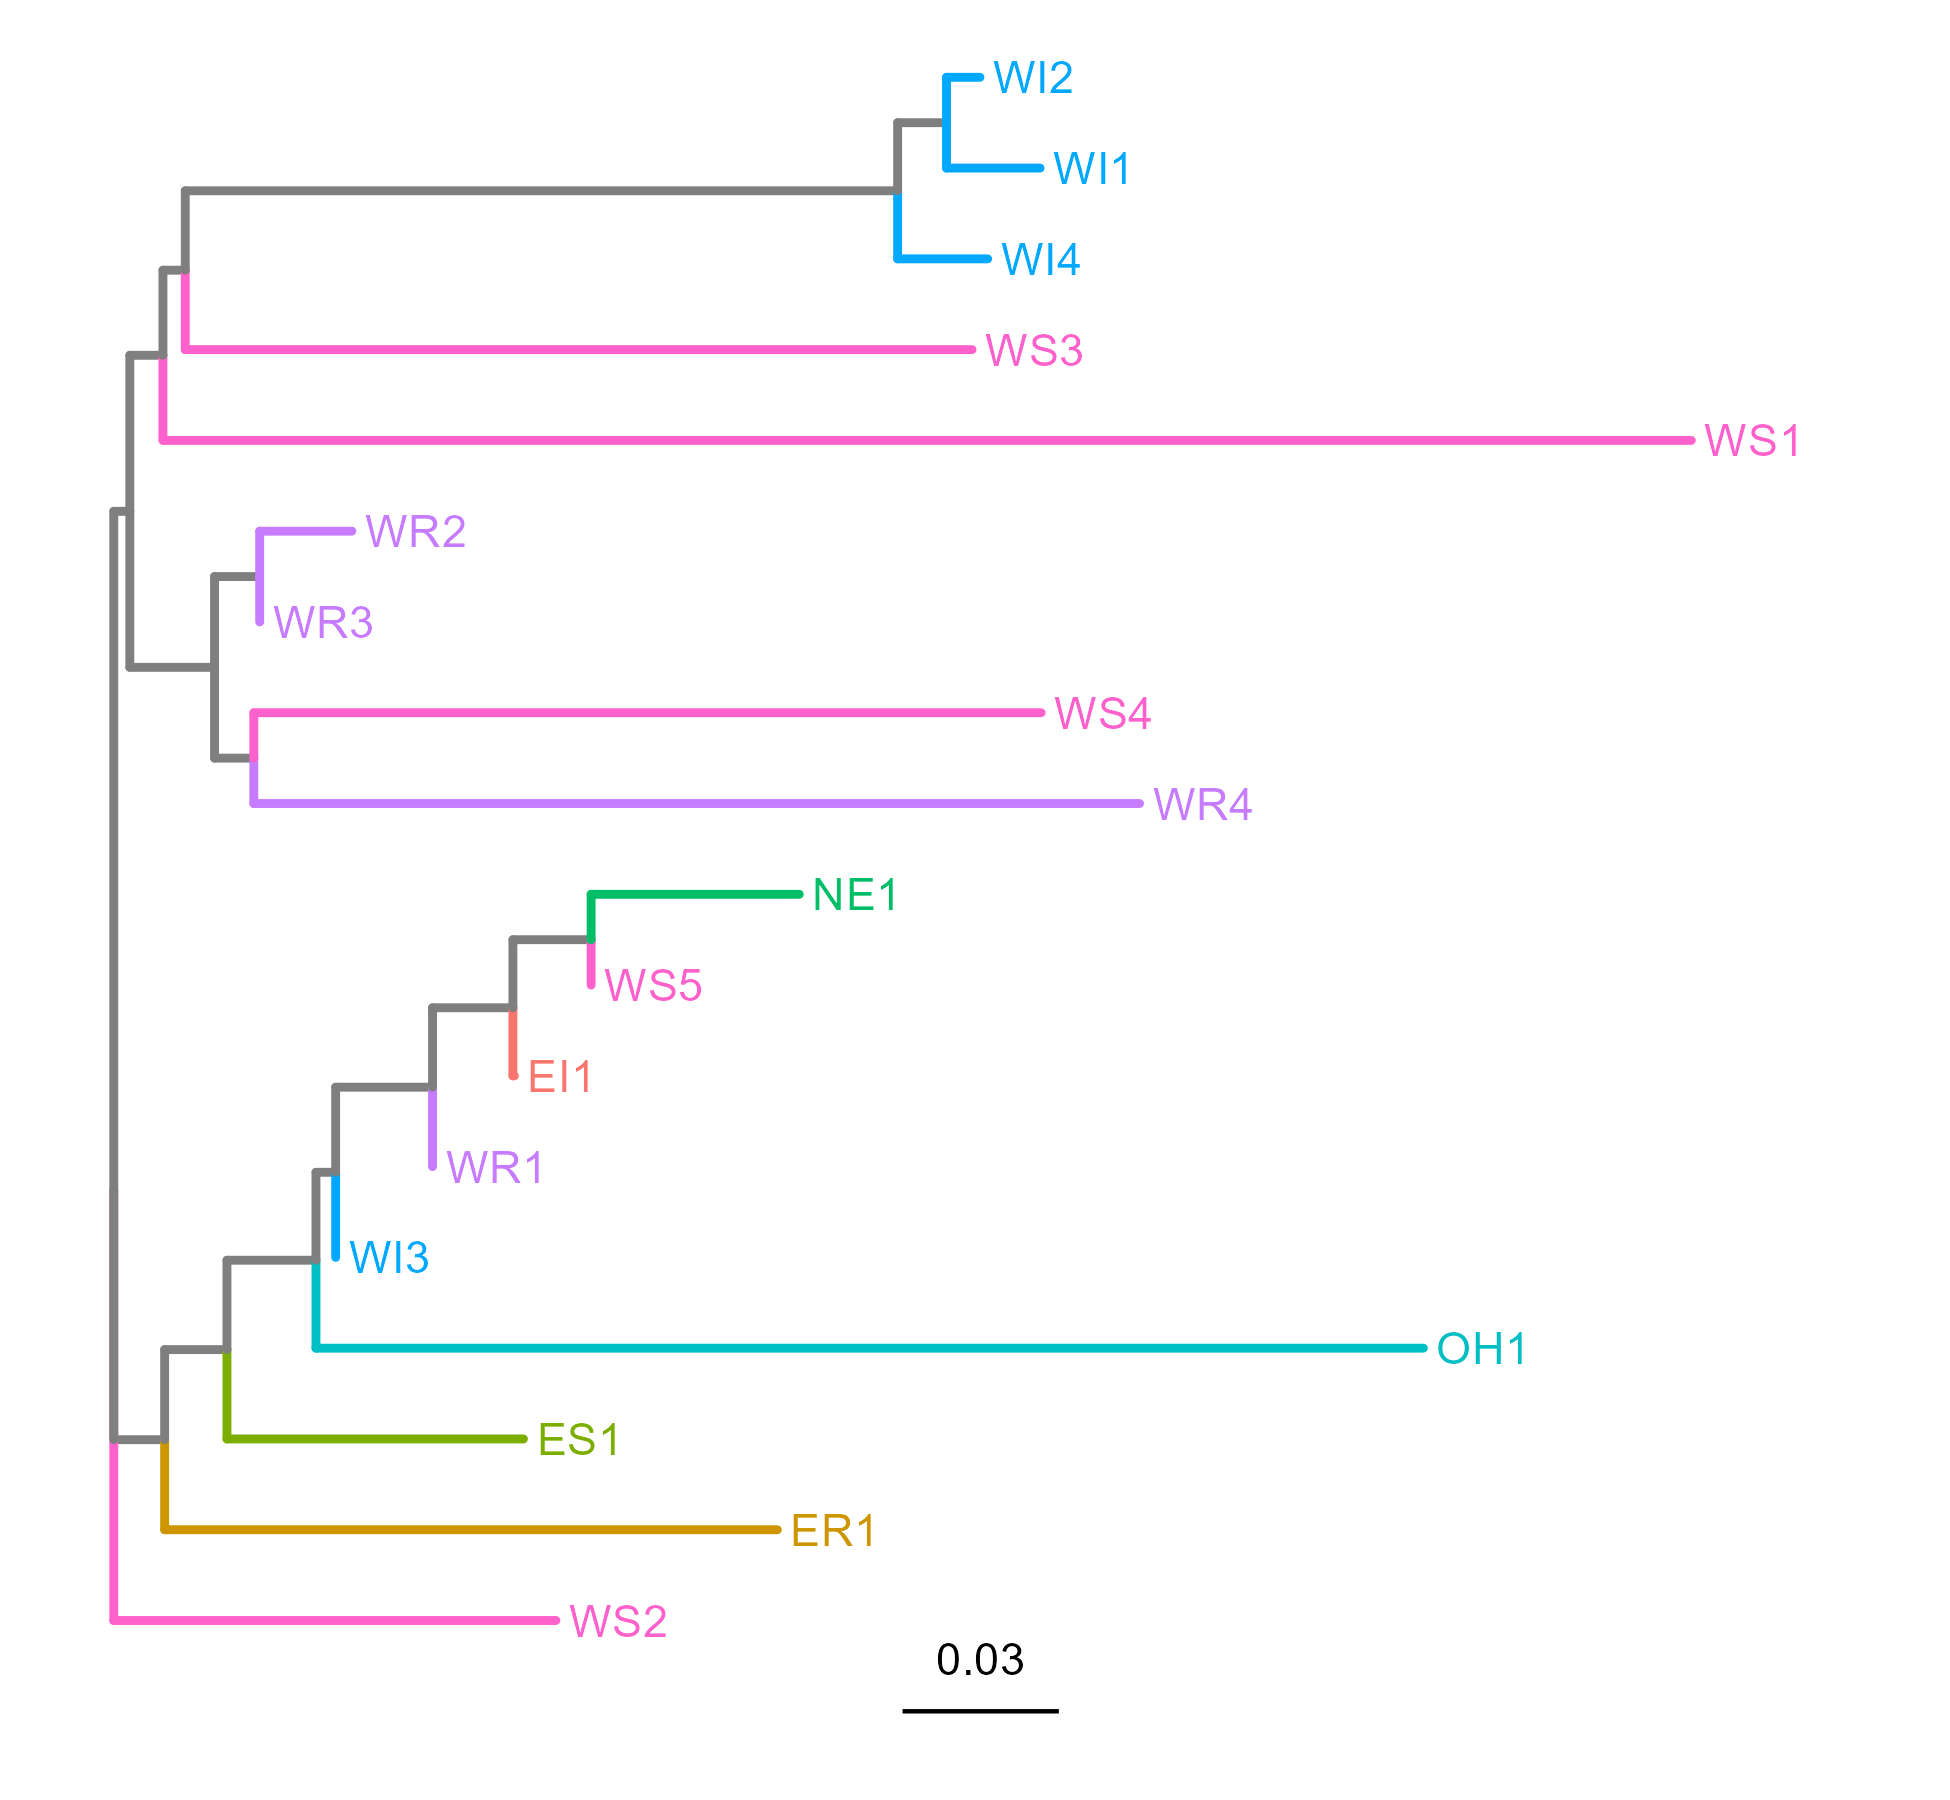 WI2
WI1
WI4
WS3
WS1
WR2
WR3
WS4
WR4
NE1
WS5
EI1
WR1
WI3
OH1
ES1
ER1
WS2
0.03